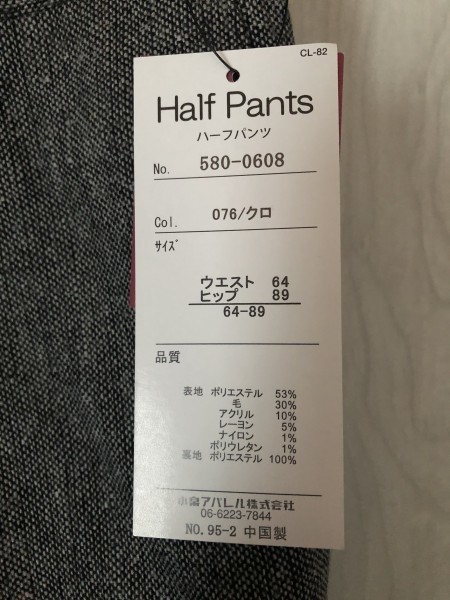 CL-82
Half Pants
ハーフパンツ
No. 580-0608
Col. 076/クロ
サイズ
ウエスト 64
ヒップ 89
64-89
品質
表地 ポリエステル 53%
毛 30%
アクリル 10%
レーヨン 5%
ナイロン 1%
ポリウレタン 1%
裏地 ポリエステル 100%
小泉アパレル株式会社
06-6223-7844
NO.95-2 中国製